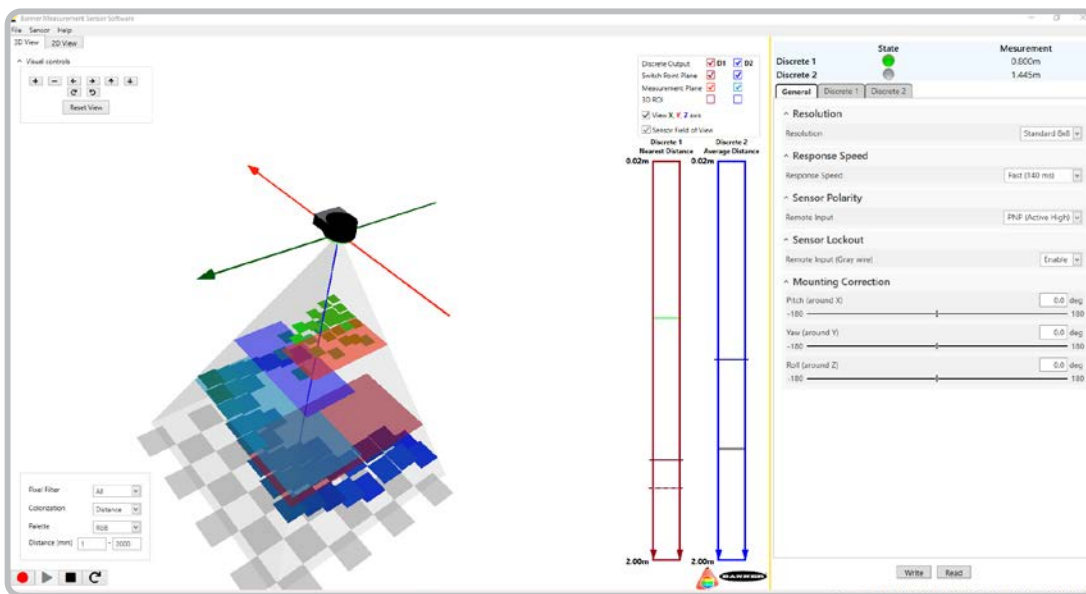 Banner Measurement Sensor Software
File Sensor Help
3D View 2D View
Visual controls
Reset View
Discrete Output D1 D2
Switch Point Plane
Measurement Plane
3D ROI
View X, Y, Z axis
Sensor Field of View
Discrete 1 Discrete 2
Nearest Distance Average Distance
0.02m 0.02m
2.00m 2.00m
BANNER
Pixel Filter All
Colorization Distance
Palette RGB
Distance (mm) 1 - 2000
State Mesurement
Discrete 1 0.800m
Discrete 2 1.445m
General Discrete 1 Discrete 2
Resolution
Resolution Standard 8x8
Response Speed
Response Speed Fast (140 ms)
Sensor Polarity
Remote Input PNP (Active High)
Sensor Lockout
Remote Input (Gray wire) Enable
Mounting Correction
Pitch (around X) 0.0 deg
-180 180
Yaw (around Y) 0.0 deg
-180 180
Roll (around Z) 0.0 deg
-180 180
Write Read